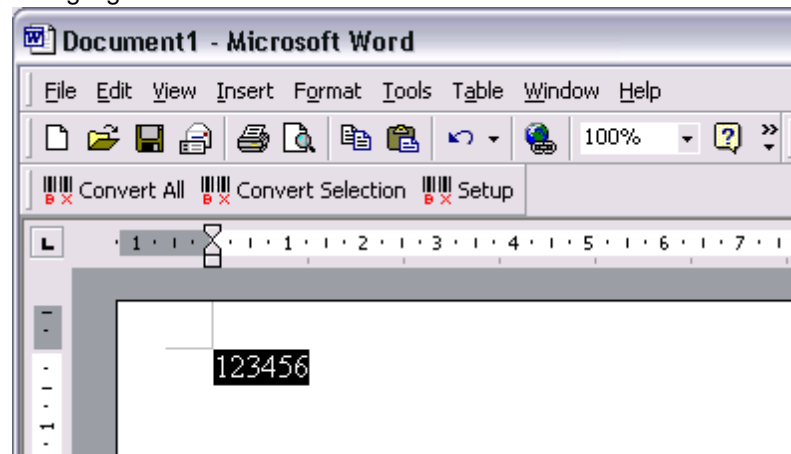 Document1 - Microsoft Word
File Edit View Insert Format Tools Table Window Help
100%
Convert All Convert Selection Setup
1 1 2 3 4 5 6 7
123456
1